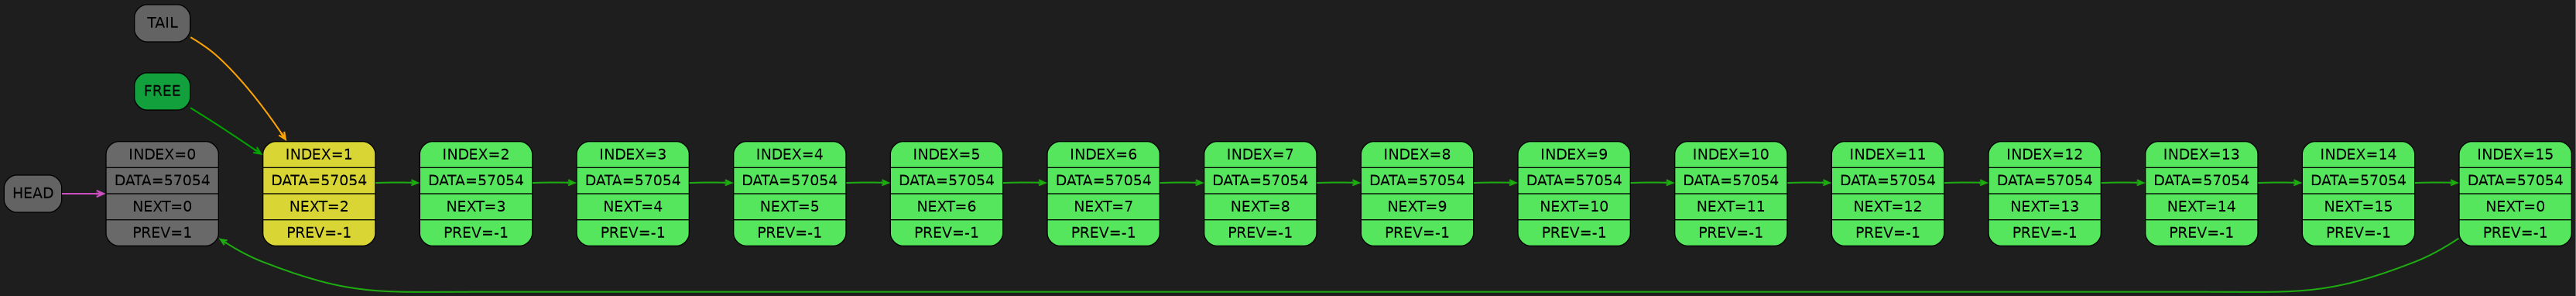 TAIL
FREE
HEAD
INDEX=0
DATA=57054
NEXT=0
PREV=1
INDEX=1
DATA=57054
NEXT=2
PREV=-1
INDEX=2
DATA=57054
NEXT=3
PREV=-1
INDEX=3
DATA=57054
NEXT=4
PREV=-1
INDEX=4
DATA=57054
NEXT=5
PREV=-1
INDEX=5
DATA=57054
NEXT=6
PREV=-1
INDEX=6
DATA=57054
NEXT=7
PREV=-1
INDEX=7
DATA=57054
NEXT=8
PREV=-1
INDEX=8
DATA=57054
NEXT=9
PREV=-1
INDEX=9
DATA=57054
NEXT=10
PREV=-1
INDEX=10
DATA=57054
NEXT=11
PREV=-1
INDEX=11
DATA=57054
NEXT=12
PREV=-1
INDEX=12
DATA=57054
NEXT=13
PREV=-1
INDEX=13
DATA=57054
NEXT=14
PREV=-1
INDEX=14
DATA=57054
NEXT=15
PREV=-1
INDEX=15
DATA=57054
NEXT=0
PREV=-1